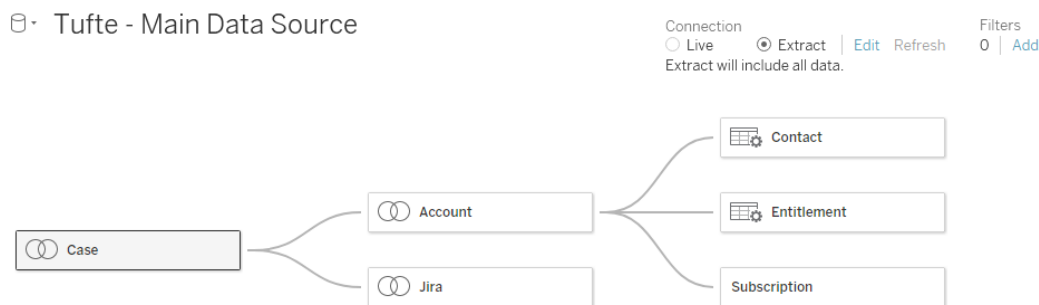 Tufte - Main Data Source
Connection
Live Extract Edit Refresh
Extract will include all data.
Filters
0 Add
Contact
Account
Entitlement
Case
Jira
Subscription